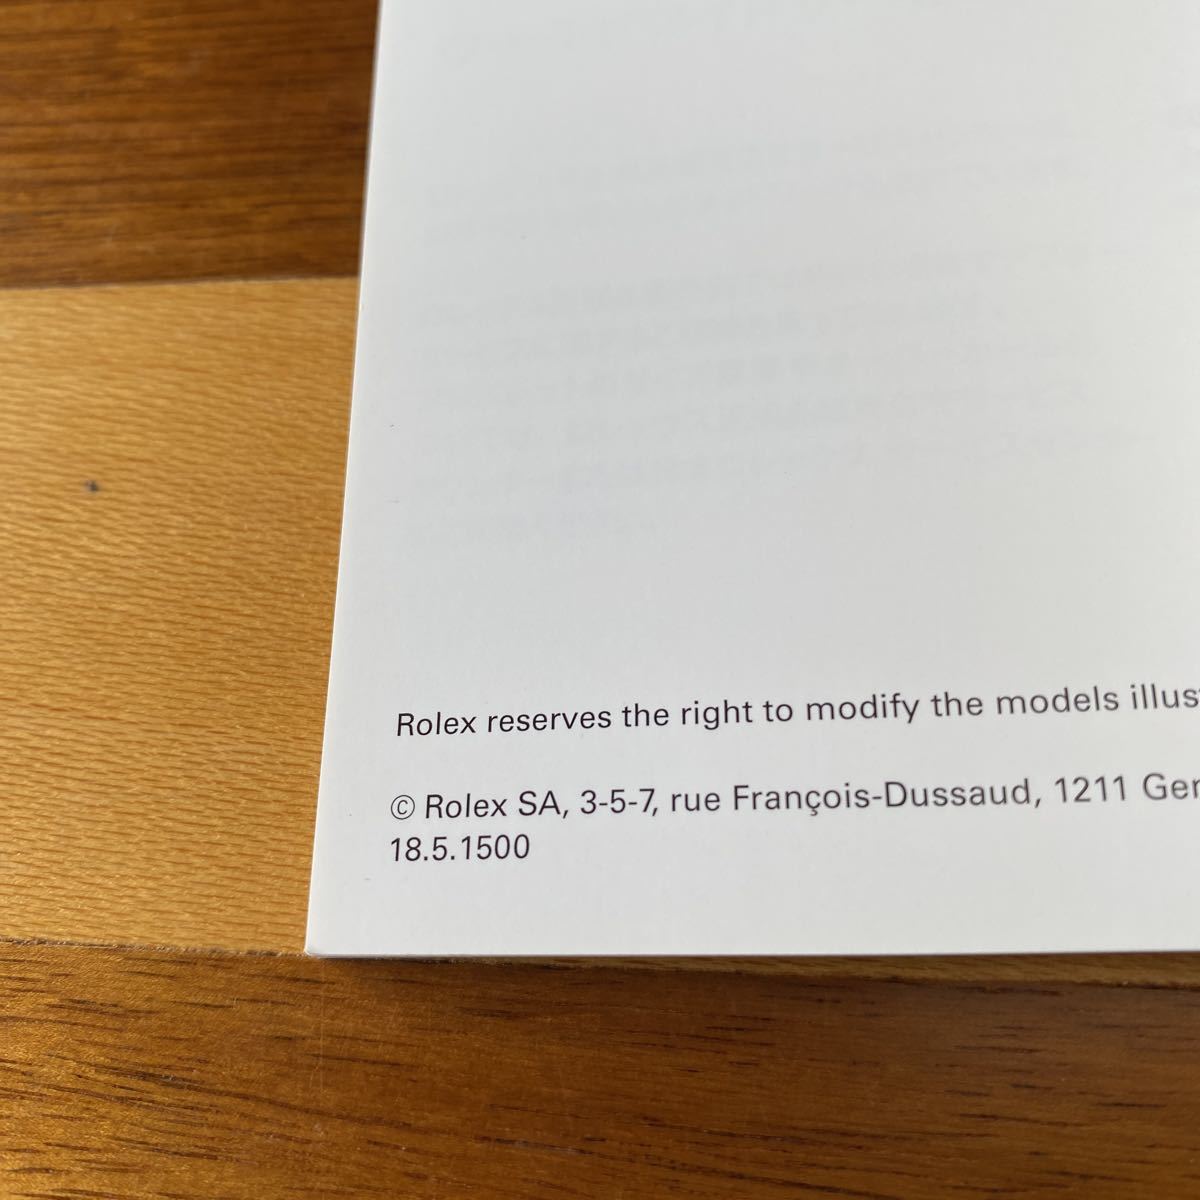 Rolex reserves the right to modify the models illus
© Rolex SA, 3-5-7, rue François-Dussaud, 1211 Ger
18.5.1500